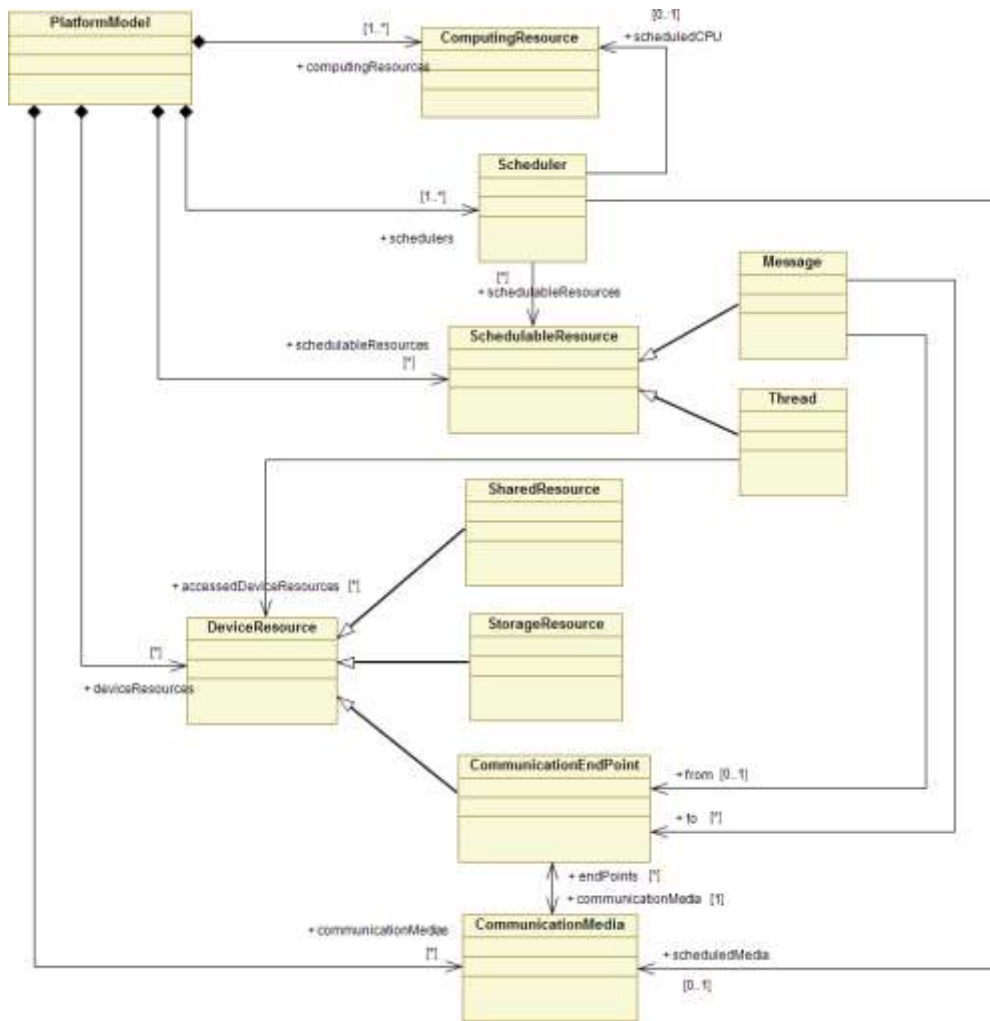 PlatformModel
[0..1]
[1..*]
ComputingResource
+ scheduledCPU
+ computingResources
Scheduler
[1..*]
+ schedulers
Message
[*]
+ schedulableResources
SchedulableResource
+ schedulableResources
[*]
Thread
SharedResource
+ accessedDeviceResources [*]
DeviceResource
StorageResource
[*]
+ deviceResources
CommunicationEndPoint
+ from [0..1]
+ to [*]
+ endPoints [*]
+ communicationMedia [1]
CommunicationMedia
+ communicationMedias
[*]
+ scheduledMedia
[0..1]